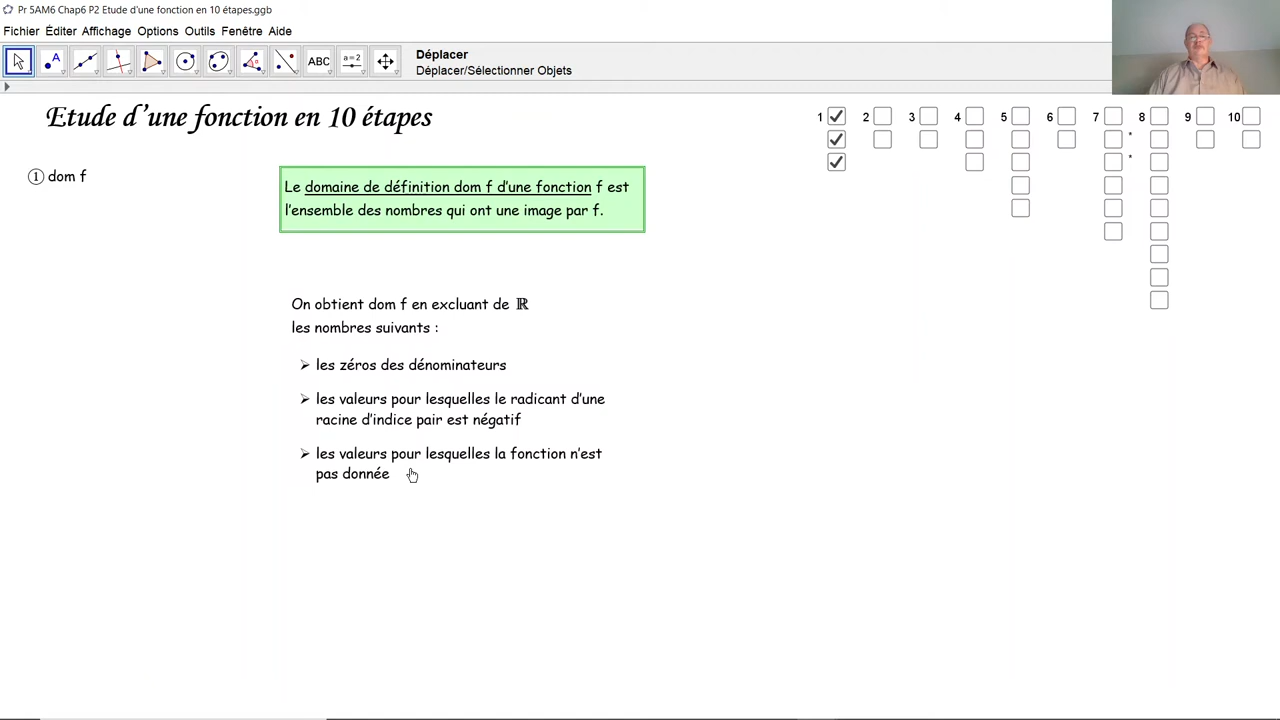 Pr 5AM6 Chap6 P2 Etude d'une fonction en 10 étapes.ggb
Fichier Éditer Affichage Options Outils Fenêtre Aide
A
ABC
a=2
Déplacer
Déplacer/Sélectionner Objets
Etude d'une fonction en 10 étapes
1 2 3 4 5 6 7 8 9 10
*
*
① dom f
Le domaine de définition dom f d'une fonction f est
l'ensemble des nombres qui ont une image par f.
On obtient dom f en excluant de ℝ
les nombres suivants :
➢ les zéros des dénominateurs
➢ les valeurs pour lesquelles le radicant d'une
racine d'indice pair est négatif
➢ les valeurs pour lesquelles la fonction n'est
pas donnée